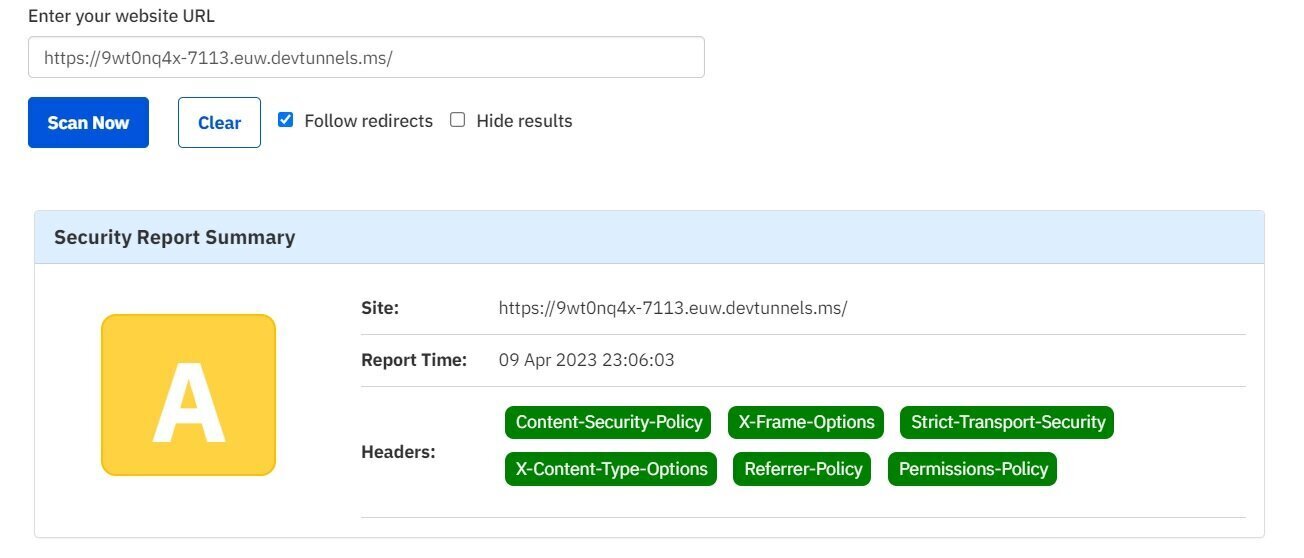 Enter your website URL
https://9wt0nq4x-7113.euw.devtunnels.ms/
Scan Now Clear Follow redirects Hide results
Security Report Summary
A
Site: https://9wt0nq4x-7113.euw.devtunnels.ms/
Report Time: 09 Apr 2023 23:06:03
Headers:
Content-Security-Policy X-Frame-Options Strict-Transport-Security
X-Content-Type-Options Referrer-Policy Permissions-Policy